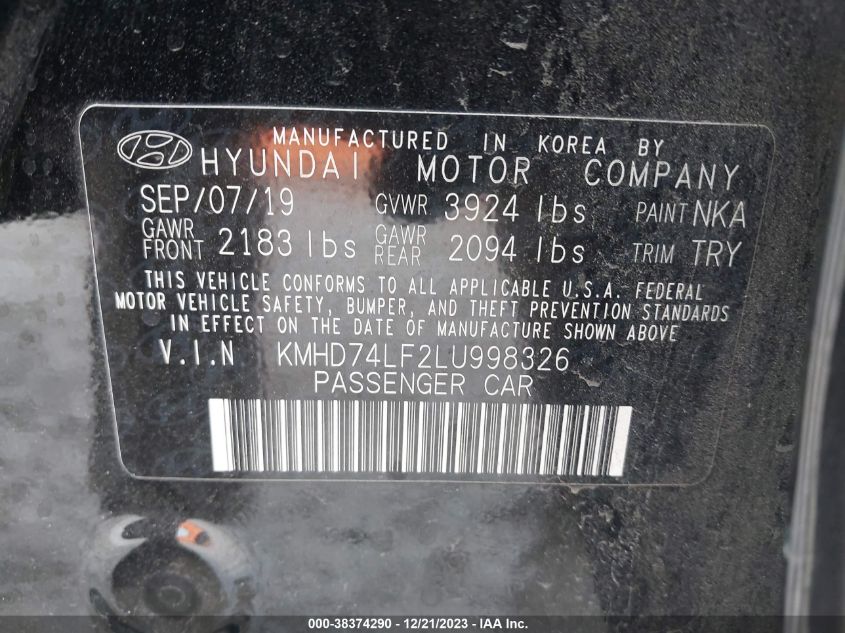 MANUFACTURED IN KOREA BY
HYUNDAI MOTOR COMPANY
SEP/07/19 GVWR 3924 lbs PAINT NKA
GAWR FRONT 2183 lbs GAWR REAR 2094 lbs TRIM TRY
THIS VEHICLE CONFORMS TO ALL APPLICABLE U.S.A. FEDERAL
MOTOR VEHICLE SAFETY, BUMPER, AND THEFT PREVENTION STANDARDS
IN EFFECT ON THE DATE OF MANUFACTURE SHOWN ABOVE
V.I.N KMHD74LF2LU998326
PASSENGER CAR
000-38374290 - 12/21/2023 - IAA Inc.